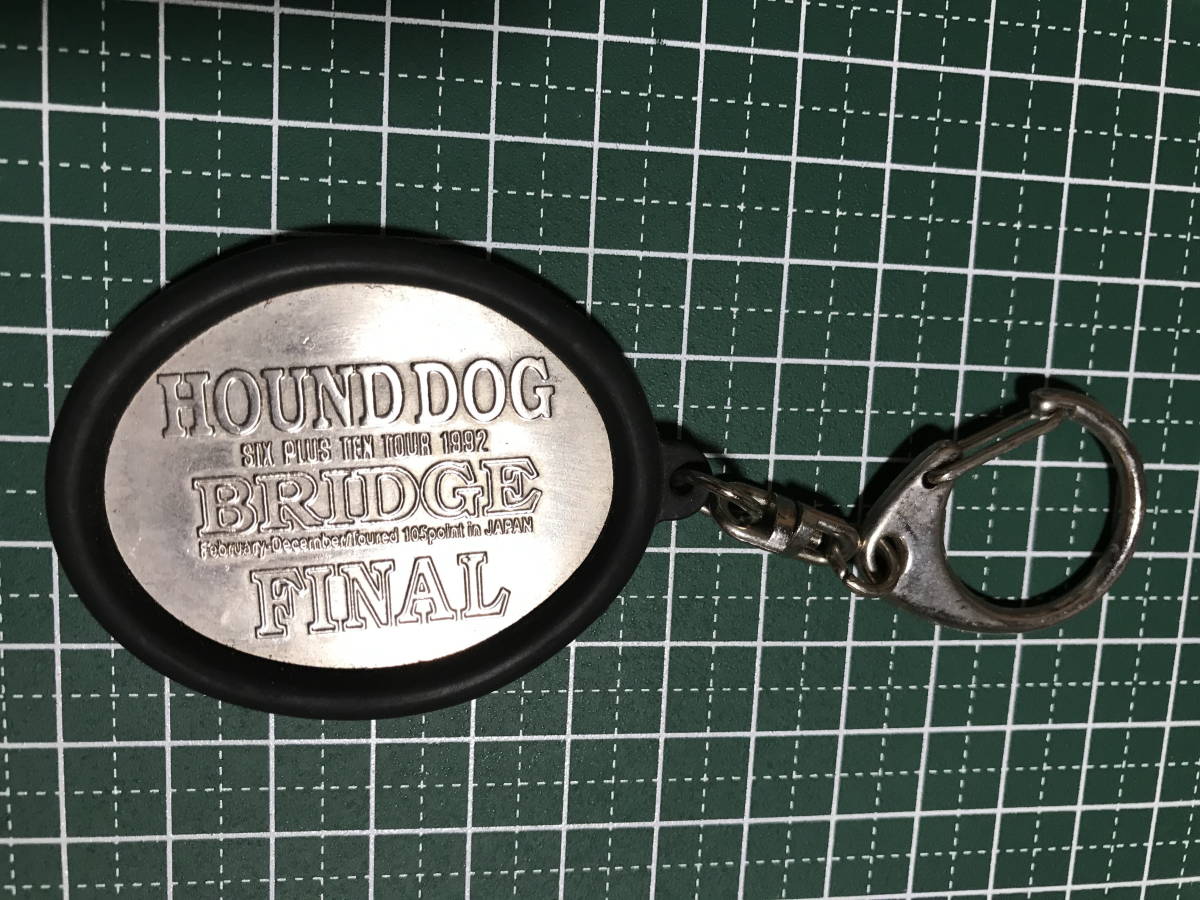 HOUND DOG
SIX PLUS TEN TOUR 1992
BRIDGE
February-December/Toured 105point in JAPAN
FINAL